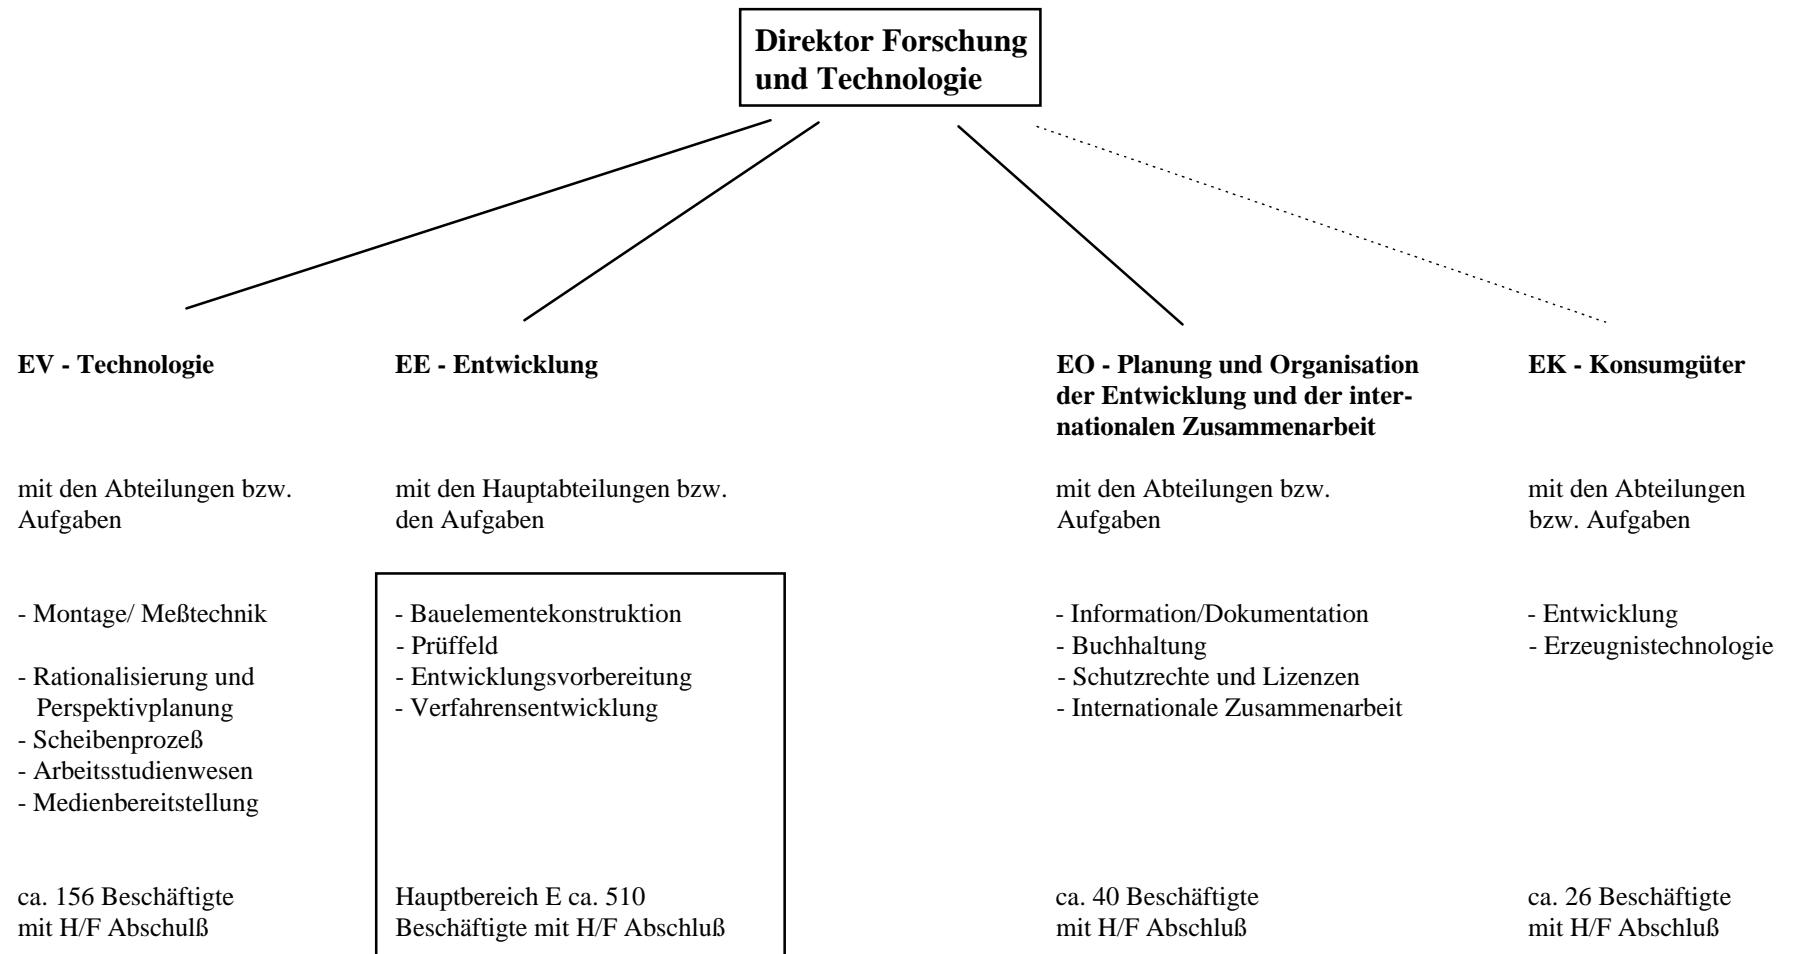 Direktor Forschung
und Technologie
EV - Technologie
mit den Abteilungen bzw.
Aufgaben
- Montage/ Meßtechnik
- Rationalisierung und
Perspektivplanung
- Scheibenprozeß
- Arbeitsstudienwesen
- Medienbereitstellung
ca. 156 Beschäftigte
mit H/F Abschulß
EE - Entwicklung
mit den Hauptabteilungen bzw.
den Aufgaben
- Bauelementekonstruktion
- Prüffeld
- Entwicklungsvorbereitung
- Verfahrensentwicklung
Hauptbereich E ca. 510
Beschäftigte mit H/F Abschluß
EO - Planung und Organisation
der Entwicklung und der inter-
nationalen Zusammenarbeit
mit den Abteilungen bzw.
Aufgaben
- Information/Dokumentation
- Buchhaltung
- Schutzrechte und Lizenzen
- Internationale Zusammenarbeit
ca. 40 Beschäftigte
mit H/F Abschluß
EK - Konsumgüter
mit den Abteilungen
bzw. Aufgaben
- Entwicklung
- Erzeugnistechnologie
ca. 26 Beschäftigte
mit H/F Abschluß